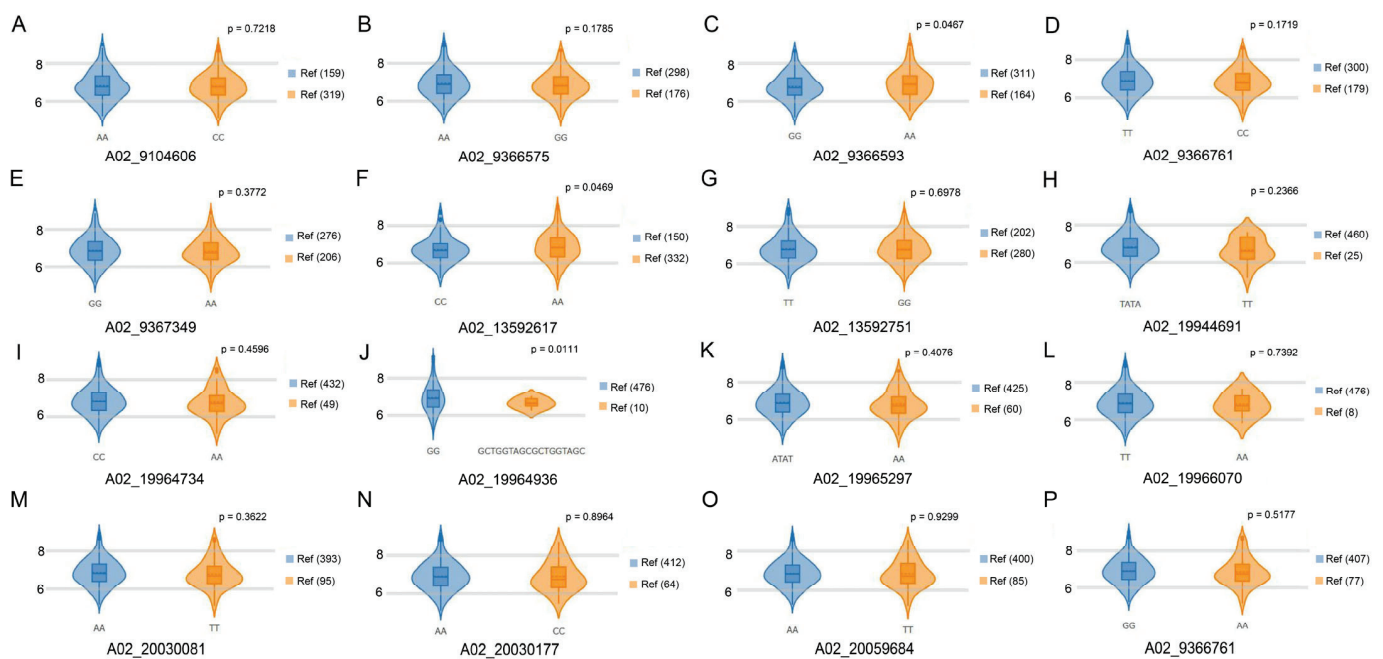 A
p = 0.7218
8
6
Ref (159)
Ref (319)
AA
CC
A02_9104606
B
p = 0.1785
8
6
Ref (298)
Ref (176)
AA
GG
A02_9366575
C
p = 0.0467
8
6
Ref (311)
Ref (164)
GG
AA
A02_9366593
D
p = 0.1719
8
6
Ref (300)
Ref (179)
TT
CC
A02_9366761
E
p = 0.3772
8
6
Ref (276)
Ref (206)
GG
AA
A02_9367349
F
p = 0.0469
8
6
Ref (150)
Ref (332)
CC
AA
A02_13592617
G
p = 0.6978
8
6
Ref (202)
Ref (280)
TT
GG
A02_13592751
H
p = 0.2366
8
6
Ref (460)
Ref (25)
TATA
TT
A02_19944691
I
p = 0.4596
8
6
Ref (432)
Ref (49)
CC
AA
A02_19964734
J
p = 0.0111
8
6
Ref (476)
Ref (10)
GG
GCTGGTAGCGCTGGTAGC
A02_19964936
K
p = 0.4076
8
6
Ref (425)
Ref (60)
ATAT
AA
A02_19965297
L
p = 0.7392
8
6
Ref (476)
Ref (8)
TT
AA
A02_19966070
M
p = 0.3622
8
6
Ref (393)
Ref (95)
AA
TT
A02_20030081
N
p = 0.8964
8
6
Ref (412)
Ref (64)
AA
CC
A02_20030177
O
p = 0.9299
8
6
Ref (400)
Ref (85)
AA
TT
A02_20059684
P
p = 0.5177
8
6
Ref (407)
Ref (77)
GG
AA
A02_9366761